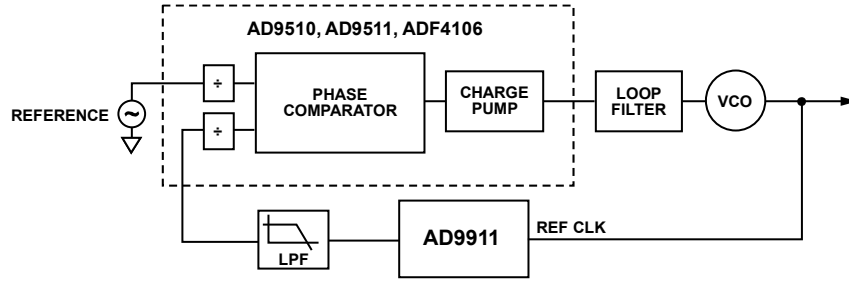 AD9510, AD9511, ADF4106
÷
PHASE
COMPARATOR
CHARGE
PUMP
LOOP
FILTER
VCO
REFERENCE
~
÷
LPF
AD9911
REF CLK